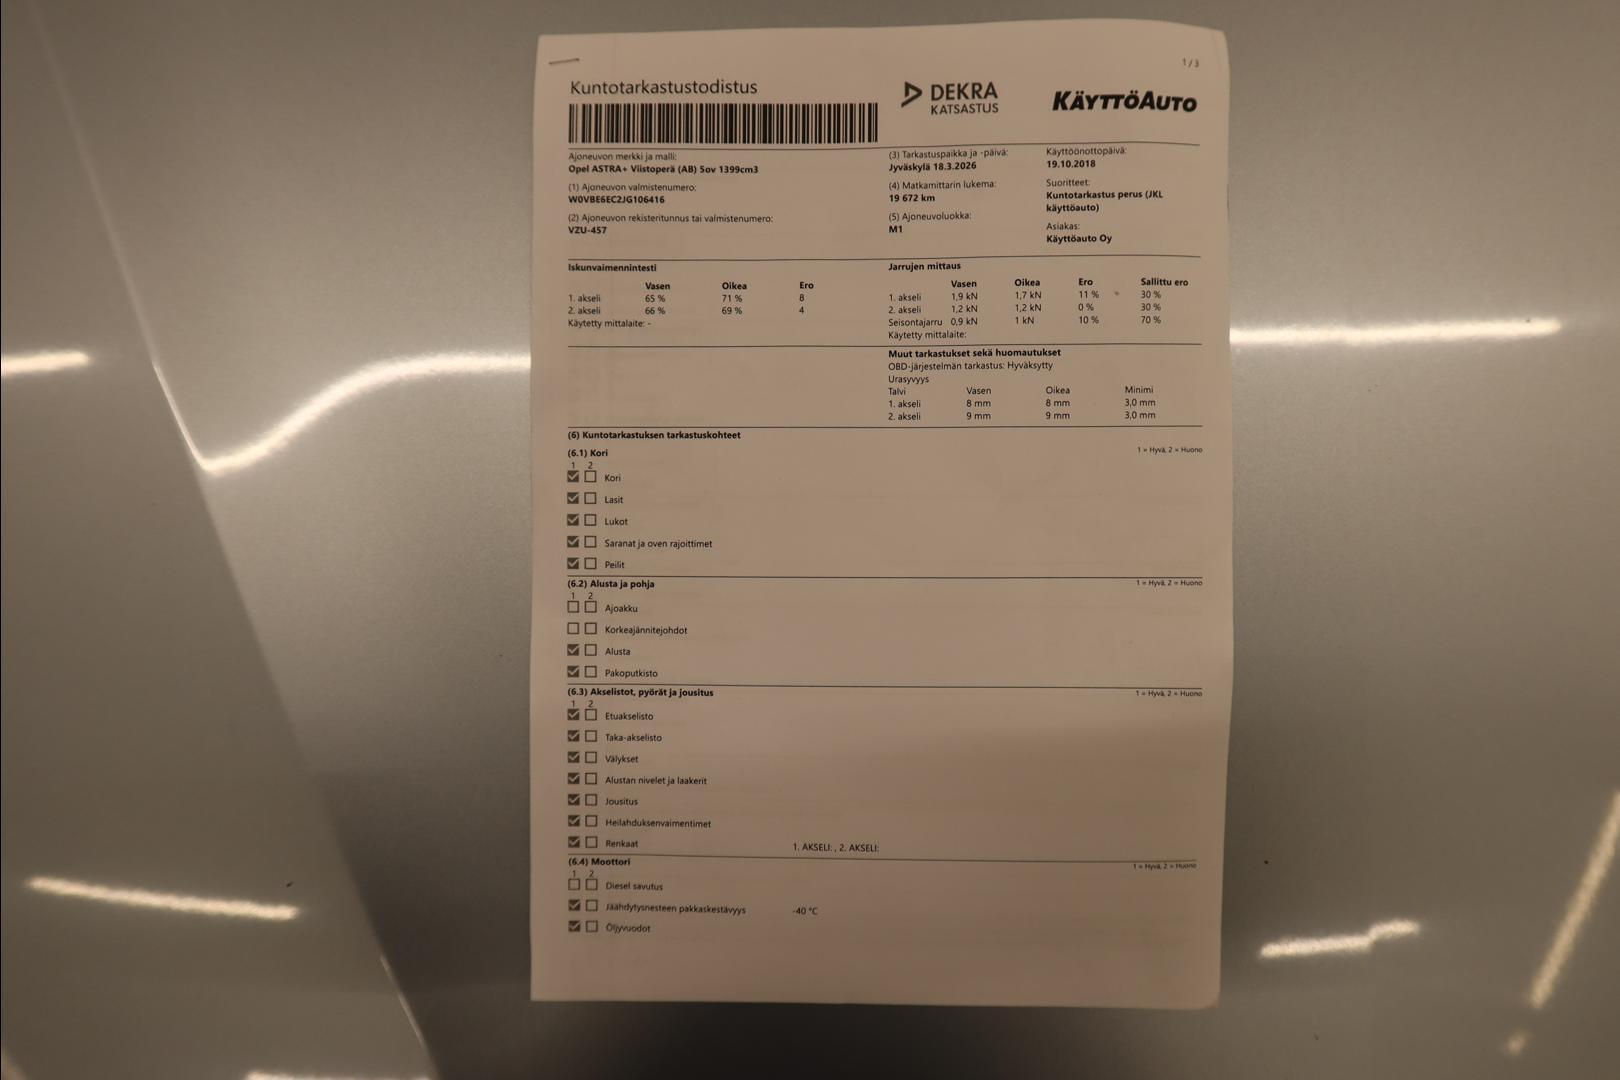 1/3
Kuntotarkastustodistus
DEKRA
KATSASTUS
KÄYTTÖAUTO
Ajoneuvon merkki ja malli:
Opel ASTRA+ Viistoperä (AB) 5ov 1399cm3
(1) Ajoneuvon valmistenumero:
W0VBE6EC2JG106416
(2) Ajoneuvon rekisteritunnus tai valmistenumero:
VZU-457
(3) Tarkastuspaikka ja -päivä:
Jyväskylä 18.3.2026
(4) Matkamittarin lukema:
19 672 km
(5) Ajoneuvoluokka:
M1
Käyttöönottopäivä:
19.10.2018
Suoritteet:
Kuntotarkastus perus (JKL
käyttöauto)
Asiakas:
Käyttöauto Oy
Iskunvaimennintesti
Vasen Oikea Ero
1. akseli 65 % 71 % 8
2. akseli 66 % 69 % 4
Käytetty mittalaite: -
Jarrujen mittaus
Vasen Oikea Ero Sallittu ero
1. akseli 1,9 kN 1,7 kN 11 % 30 %
2. akseli 1,2 kN 1,2 kN 0 % 30 %
Seisontajarru 0,9 kN 1 kN 10 % 70 %
Käytetty mittalaite:
Muut tarkastukset sekä huomautukset
OBD-järjestelmän tarkastus: Hyväksytty
Urasyvyys
Talvi Vasen Oikea Minimi
1. akseli 8 mm 8 mm 3,0 mm
2. akseli 9 mm 9 mm 3,0 mm
(6) Kuntotarkastuksen tarkastuskohteet
(6.1) Kori 1 = Hyvä, 2 = Huono
1 2
Kori
Lasit
Lukot
Saranat ja oven rajoittimet
Peilit
(6.2) Alusta ja pohja 1 = Hyvä, 2 = Huono
1 2
Ajoakku
Korkeajännitejohdot
Alusta
Pakoputkisto
(6.3) Akselistot, pyörät ja jousitus 1 = Hyvä, 2 = Huono
1 2
Etuakselisto
Taka-akselisto
Välykset
Alustan nivelet ja laakerit
Jousitus
Heilahduksenvaimentimet
Renkaat 1. AKSELI: , 2. AKSELI:
(6.4) Moottori 1 = Hyvä, 2 = Huono
1 2
Diesel savutus
Jäähdytysnesteen pakkaskestävyys -40 °C
Öljyvuodot